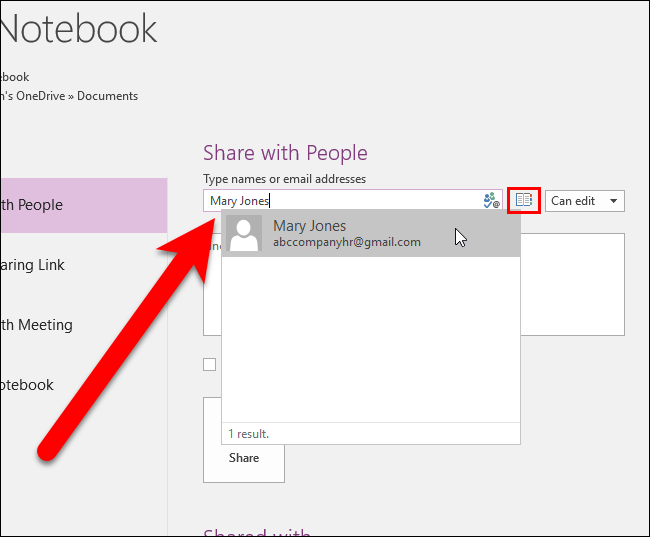 Notebook
tebook
n's OneDrive » Documents
Share with People
Type names or email addresses
th People
Mary Jones
Can edit
Mary Jones
abccompanyhr@gmail.com
aring Link
th Meeting
otebook
1 result.
Share
Shared with